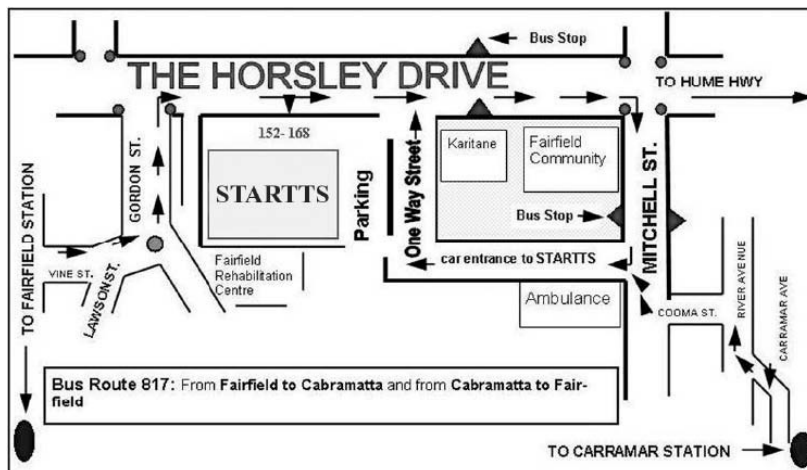 Bus Stop
THE HORSLEY DRIVE
TO HUME HWY
152-168
STARTTS
GORDON ST.
Parking
One Way Street
Karitane
Fairfield
Community
MITCHELL ST.
Bus Stop
TO FAIRFIELD STATION
VINE ST.
LAWSON ST.
Fairfield
Rehabilitation
Centre
car entrance to STARTTS
Ambulance
COOMA ST.
RIVER AVENUE
CARRAMAR AVE
Bus Route 817: From Fairfield to Cabramatta and from Cabramatta to Fair-
field
TO CARRAMAR STATION